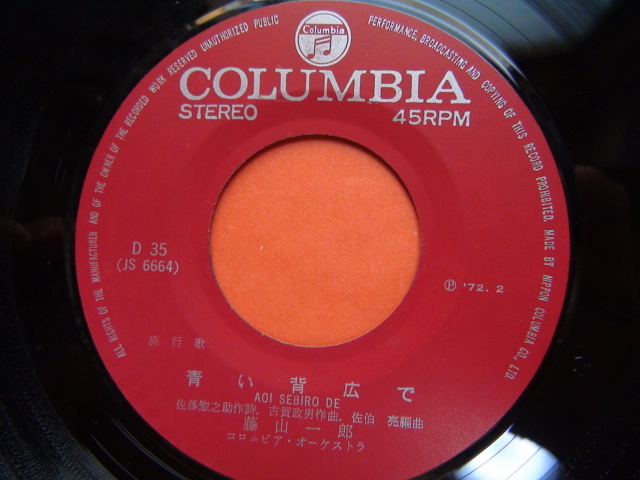 ALL RIGHTS OF THE MANUFACTURER AND OF THE OWNER OF THE RECORDED WORK RESERVED UNAUTHORIZED PUBLIC PERFORMANCE, BROADCASTING AND COPYING OF THIS RECORD PROHIBITED. MADE BY NIPPON COLUMBIA CO., LTD.
Columbia
COLUMBIA
STEREO 45RPM
D 35
(JS 6664)
Ⓟ '72. 2
流行歌
青い背広で
AOI SEBIRO DE
佐藤惣之助作詩, 古賀政男作曲, 佐伯 亮編曲
藤山一郎
コロムビア・オーケストラ